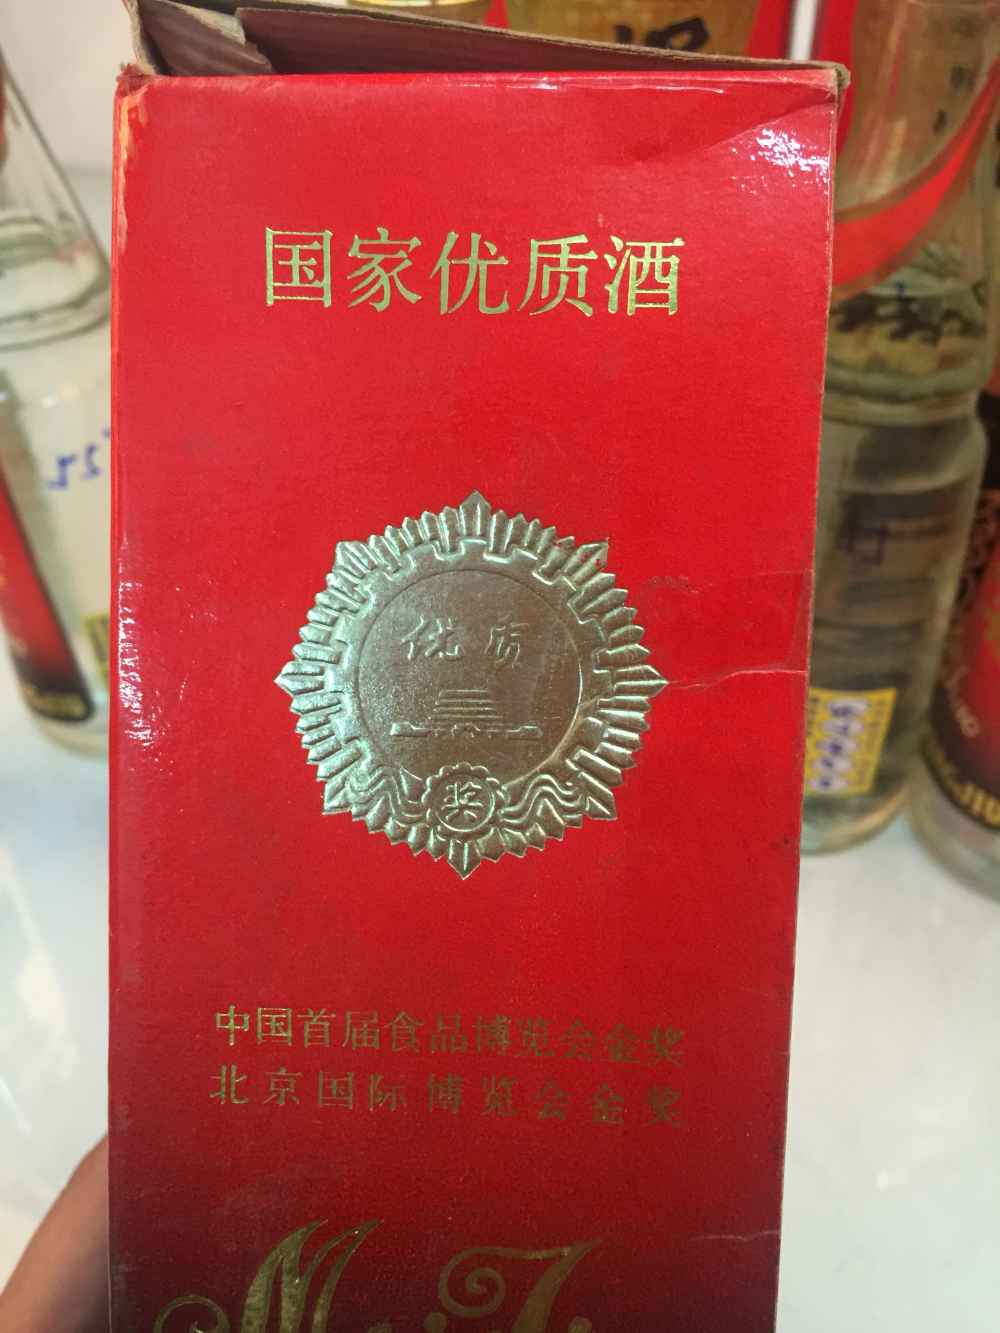 国家优质酒
优质
奖
中国首届食品博览会金奖
北京国际博览会金奖